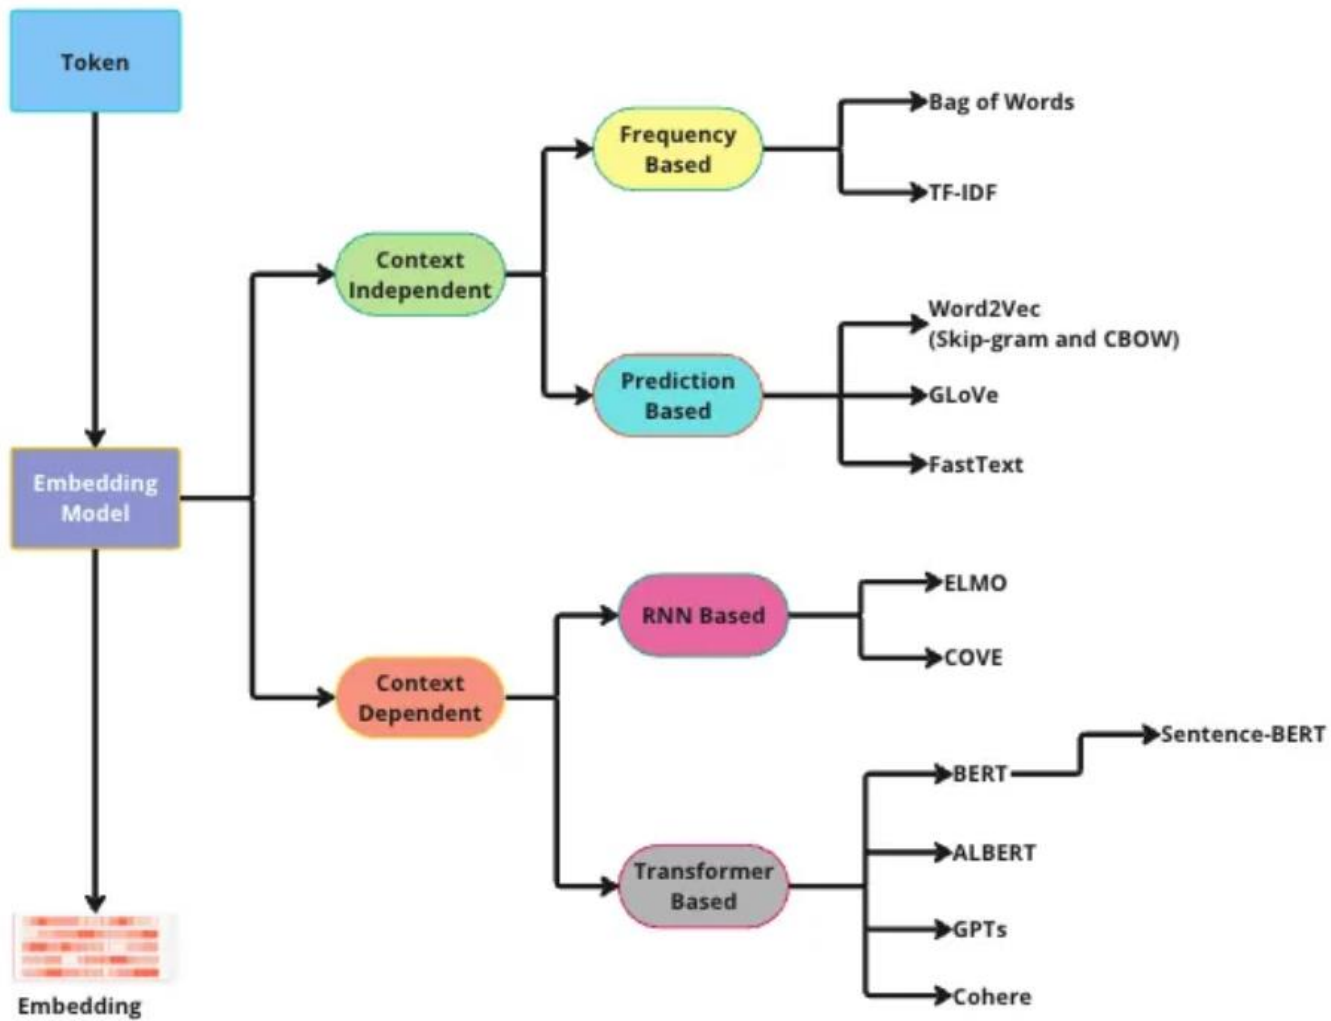 Token
Bag of Words
Frequency
Based
TF-IDF
Context
Independent
Word2Vec
(Skip-gram and CBOW)
Prediction
Based
GLoVe
FastText
Embedding
Model
ELMO
RNN Based
COVE
Context
Dependent
Sentence-BERT
BERT
ALBERT
Transformer
Based
GPTs
Cohere
Embedding